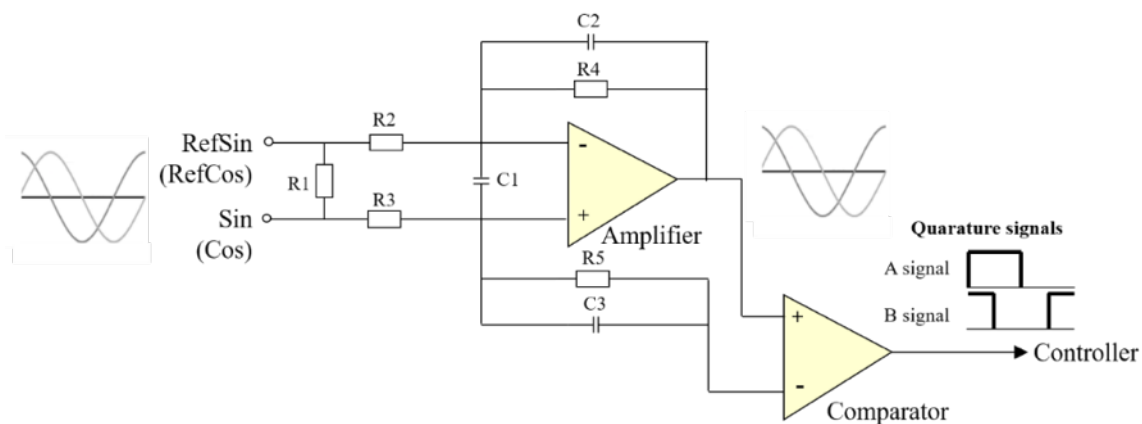 C2
R4
RefSin
(RefCos)
R2
-
R1
C1
Sin
(Cos)
R3
+
Amplifier
R5
C3
Quarature signals
A signal
B signal
+
-
Controller
Comparator